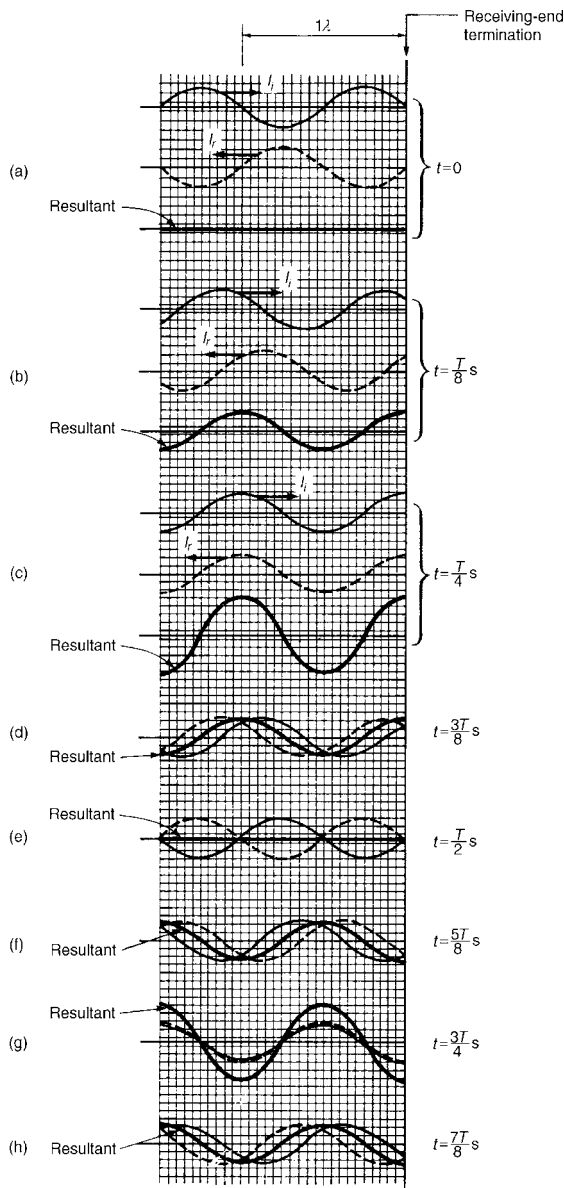 1λ
Receiving-end
termination
I_i
I_r
(a)
t=0
Resultant
I_i
I_r
(b)
t=T/8 s
Resultant
I_i
I_r
(c)
t=T/4 s
Resultant
(d)
t=3T/8 s
Resultant
Resultant
(e)
t=T/2 s
(f)
t=5T/8 s
Resultant
Resultant
(g)
t=3T/4 s
(h)
t=7T/8 s
Resultant